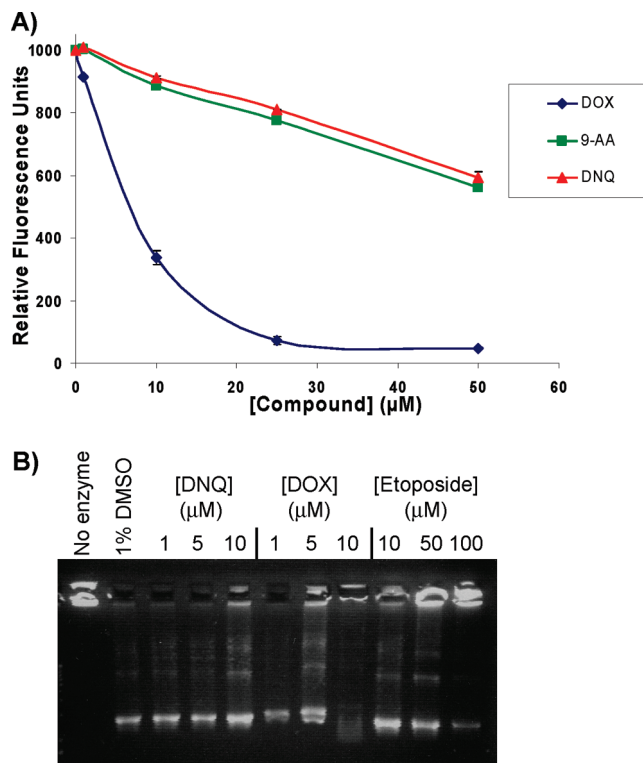 A)
Relative Fluorescence Units
1000
800
600
400
200
0
0 10 20 30 40 50 60
[Compound] (µM)
DOX
9-AA
DNQ
B)
No enzyme
1% DMSO
[DNQ] [DOX] [Etoposide]
(µM) (µM) (µM)
1 5 10 1 5 10 10 50 100